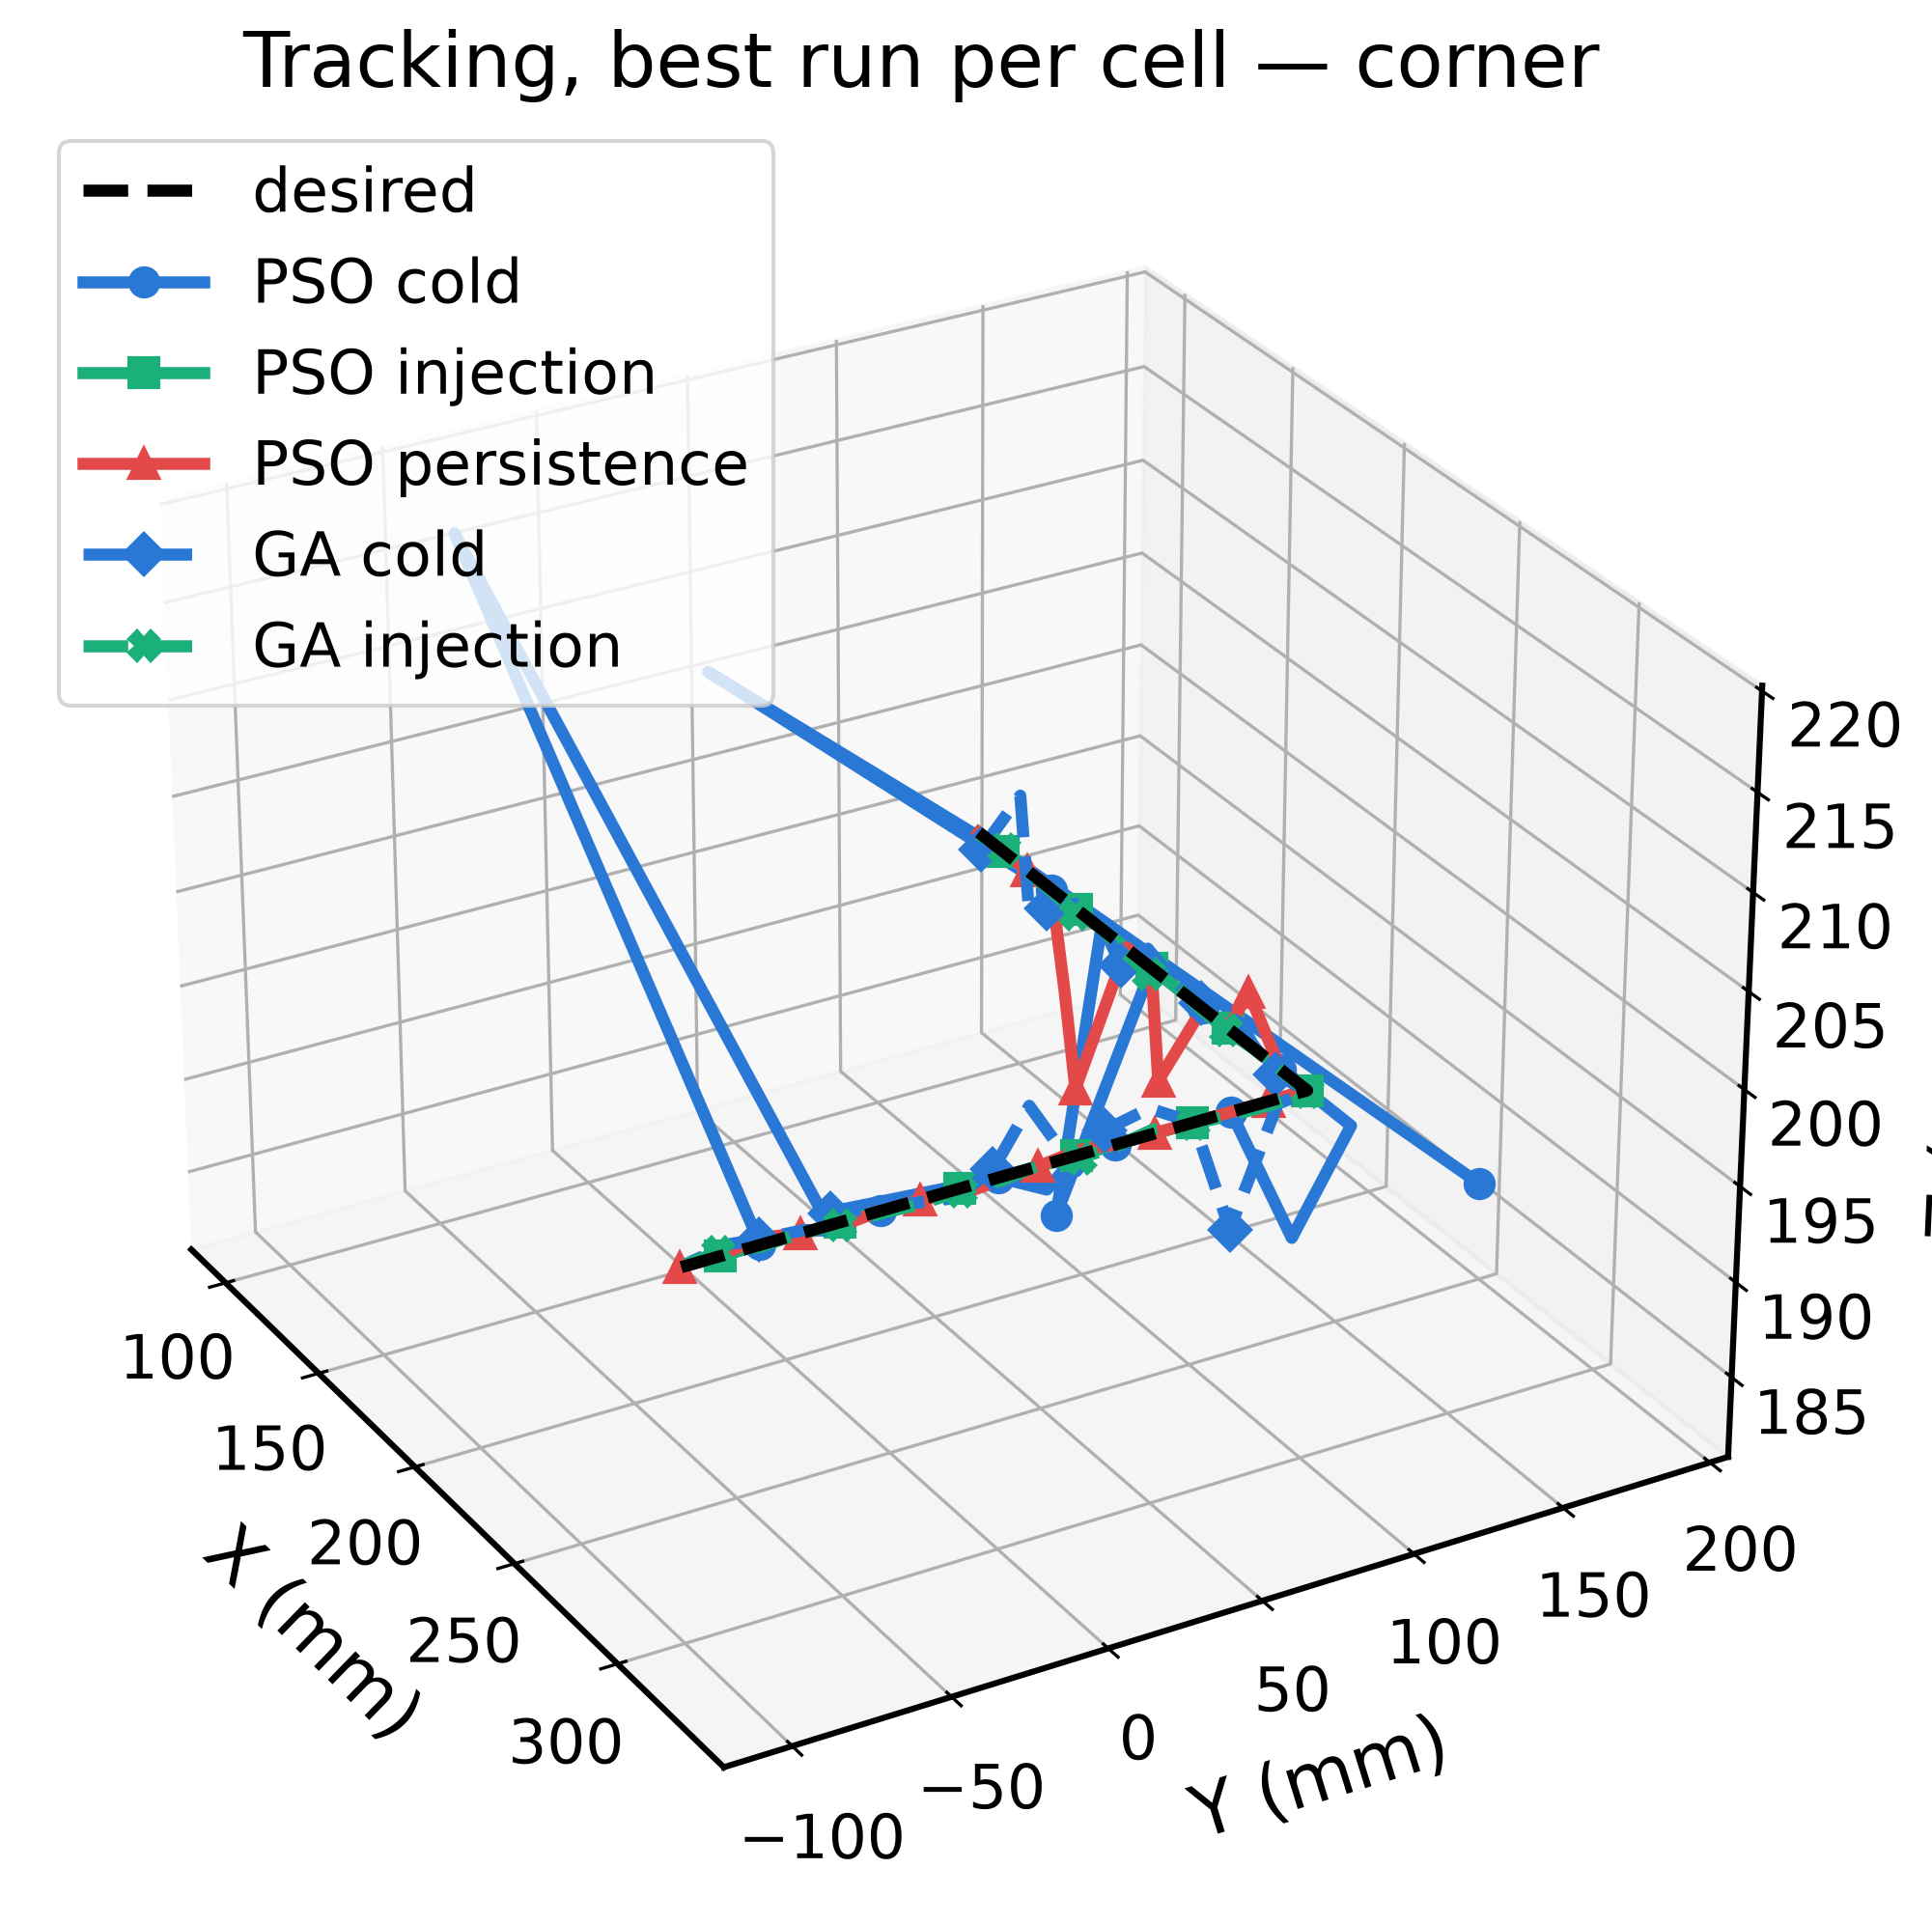 Tracking, best run per cell — corner
desired
PSO cold
PSO injection
PSO persistence
GA cold
GA injection
220
215
210
205
200
195
190
185
100
150
200
250
300
X (mm)
−100
−50
0
50
100
150
200
Y (mm)